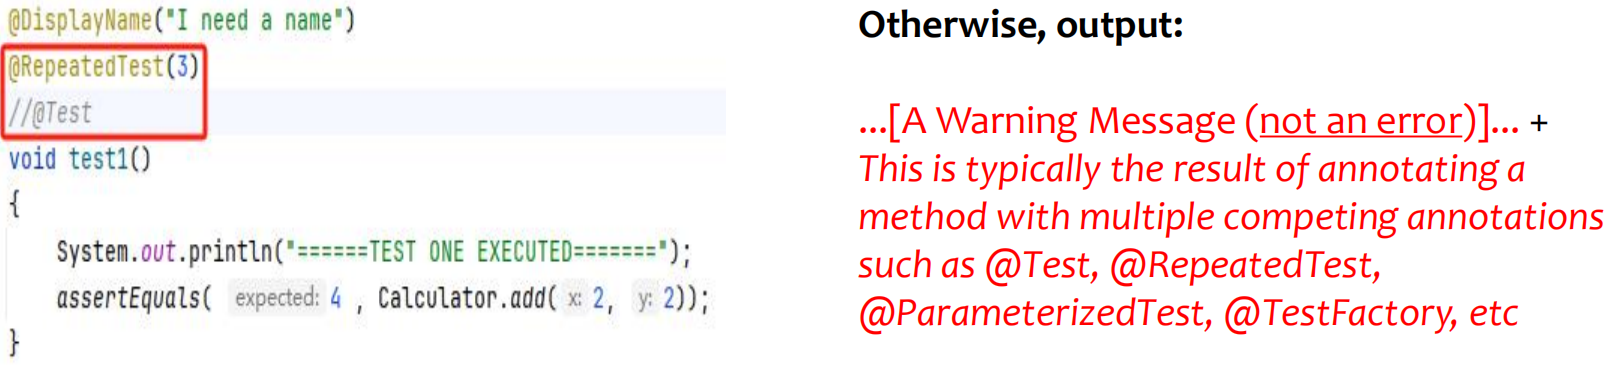 @DisplayName("I need a name")
@RepeatedTest(3)
//@Test
void test1()
{
System.out.println("======TEST ONE EXECUTED=======");
assertEquals( expected: 4 , Calculator.add( x: 2, y: 2));
}
Otherwise, output:
...[A Warning Message (not an error)]... +
This is typically the result of annotating a
method with multiple competing annotations
such as @Test, @RepeatedTest,
@ParameterizedTest, @TestFactory, etc